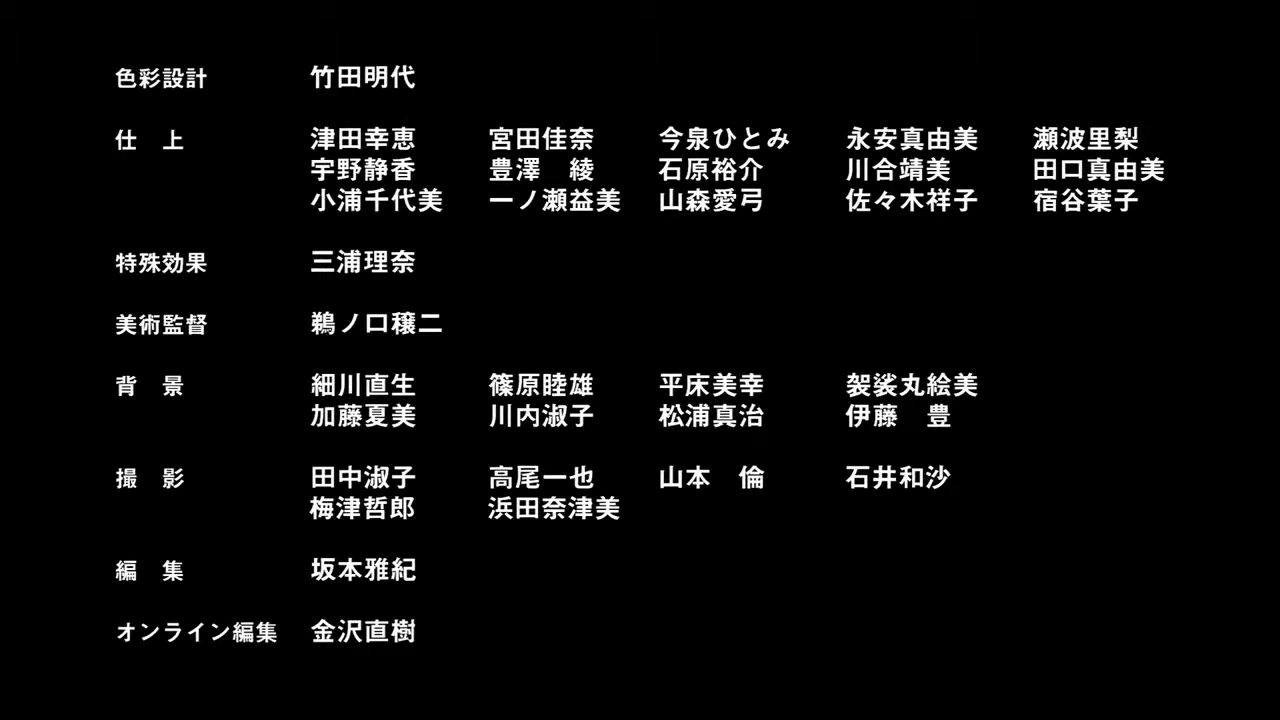 色彩設計 竹田明代
仕 上 津田幸恵 宮田佳奈 今泉ひとみ 永安真由美 瀬波里梨
宇野静香 豊澤 綾 石原裕介 川合靖美 田口真由美
小浦千代美 一ノ瀬益美 山森愛弓 佐々木祥子 宿谷葉子
特殊効果 三浦理奈
美術監督 鵜ノ口穣二
背 景 細川直生 篠原睦雄 平床美幸 袈裟丸絵美
加藤夏美 川内淑子 松浦真治 伊藤 豊
撮 影 田中淑子 高尾一也 山本 倫 石井和沙
梅津哲郎 浜田奈津美
編 集 坂本雅紀
オンライン編集 金沢直樹